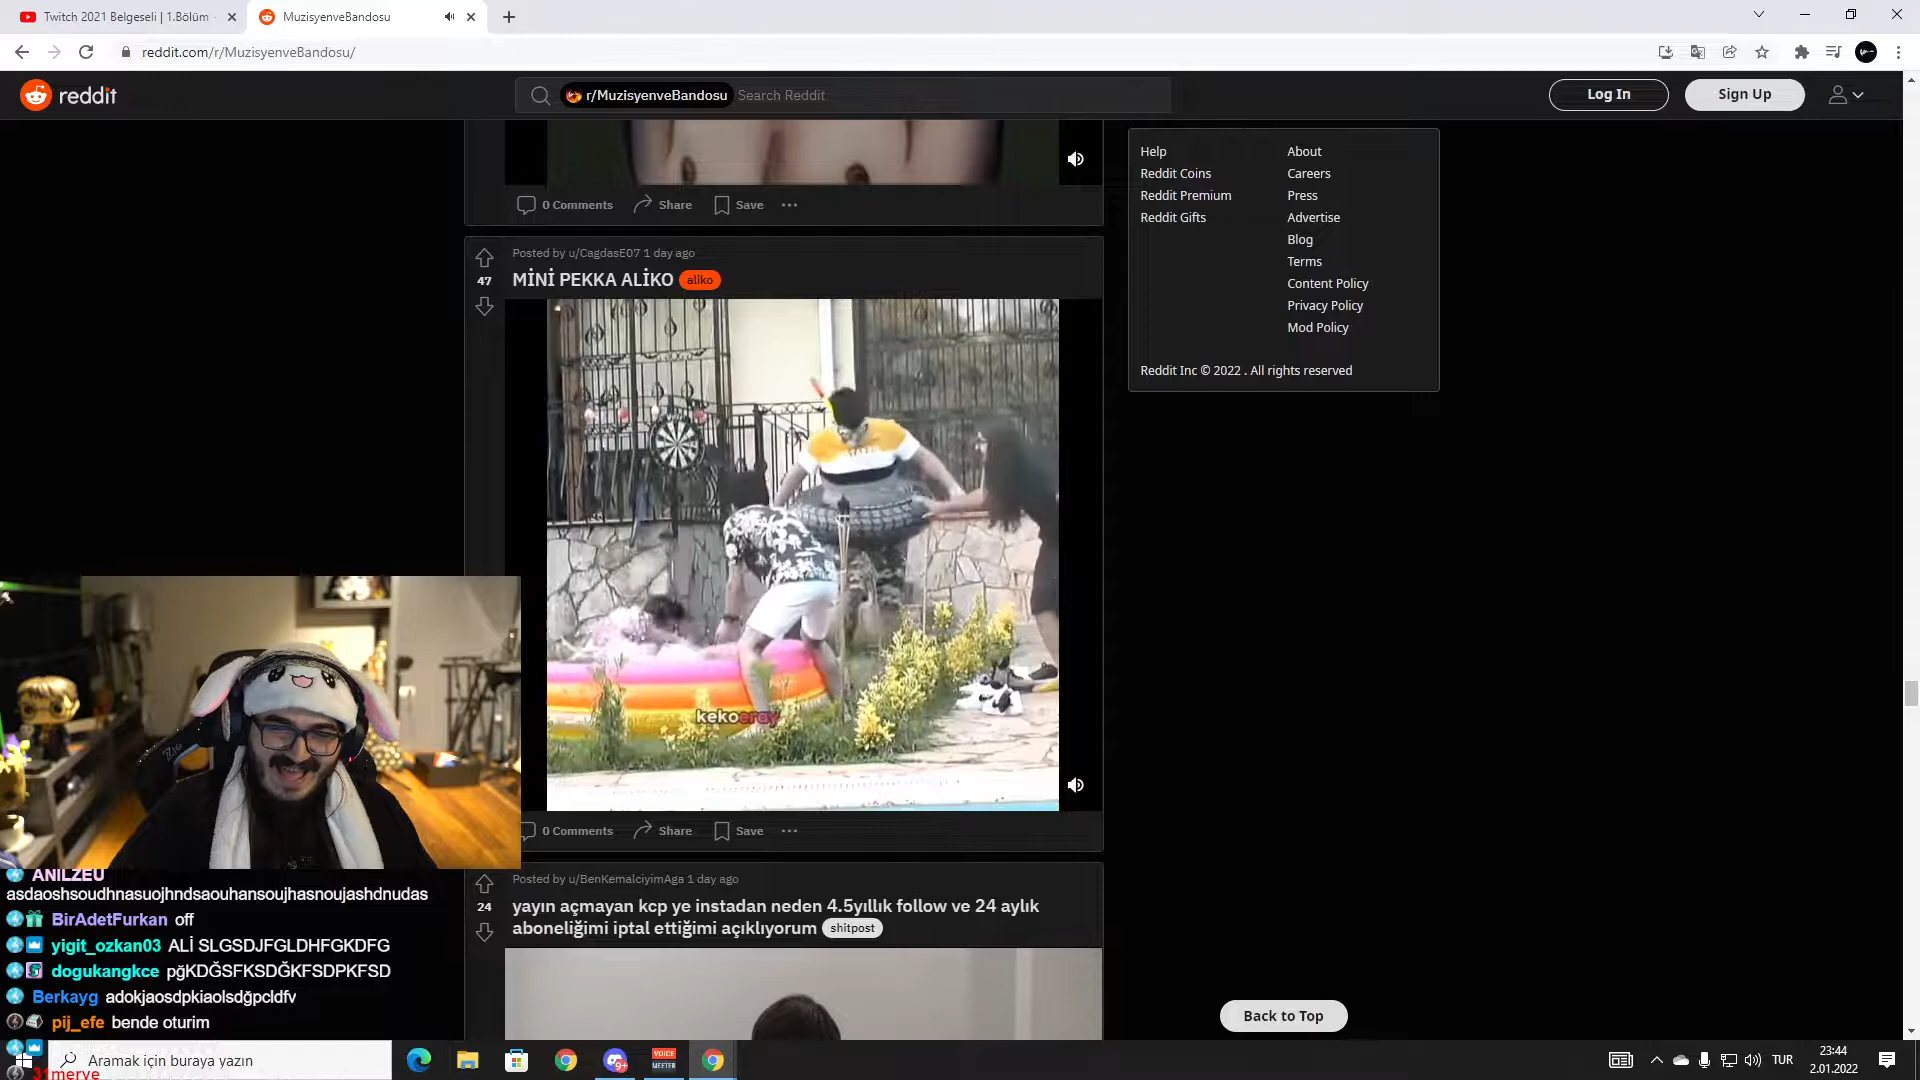 Twitch 2021 Belgeseli | 1.Bölüm
MuzisyenveBandosu
reddit.com/r/MuzisyenveBandosu/
reddit
r/MuzisyenveBandosu Search Reddit
Log In
Sign Up
0 Comments Share Save
Help
About
Reddit Coins
Careers
Reddit Premium
Press
Reddit Gifts
Advertise
Blog
Terms
Content Policy
Privacy Policy
Mod Policy
Reddit Inc © 2022 . All rights reserved
Posted by u/CagdasE07 1 day ago
47
MİNİ PEKKA ALİKO aliko
kekoeray
0 Comments Share Save
Posted by u/BenKemalciyimAga 1 day ago
24
yayın açmayan kcp ye instadan neden 4.5yıllık follow ve 24 aylık
aboneliğimi iptal ettiğimi açıklıyorum shitpost
Back to Top
ANILZEU
asdaoshsoudhnasuojhndsaouhansoujhasnoujashdnudas
BirAdetFurkan off
yigit_ozkan03 ALİ SLGSDJFGLDHFGKDFG
dogukangkce pğKDĞSFKSDĞKFSDPKFSD
Berkayg adokjaosdpkiaolsdğpcldfv
pij_efe bende oturim
31merve
Aramak için buraya yazın
VOICE
MEETER
TUR
23:44
2.01.2022